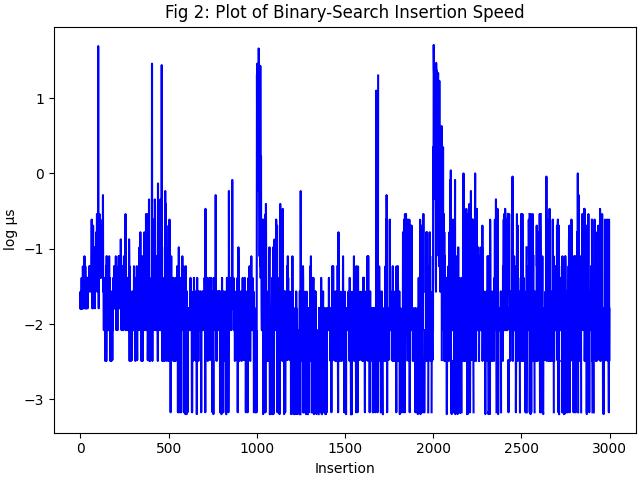 Fig 2: Plot of Binary-Search Insertion Speed
log µs
1
0
−1
−2
−3
0 500 1000 1500 2000 2500 3000
Insertion